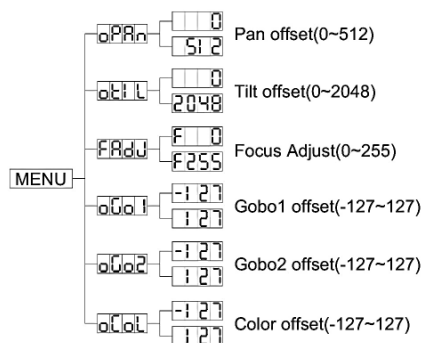 oPAn 0 Pan offset(0~512)
512
otIL 0 Tilt offset(0~2048)
2048
FAdJ F 0 Focus Adjust(0~255)
F255
MENU
oGo1 -127 Gobo1 offset(-127~127)
127
oGo2 -127 Gobo2 offset(-127~127)
127
oCoL -127 Color offset(-127~127)
127